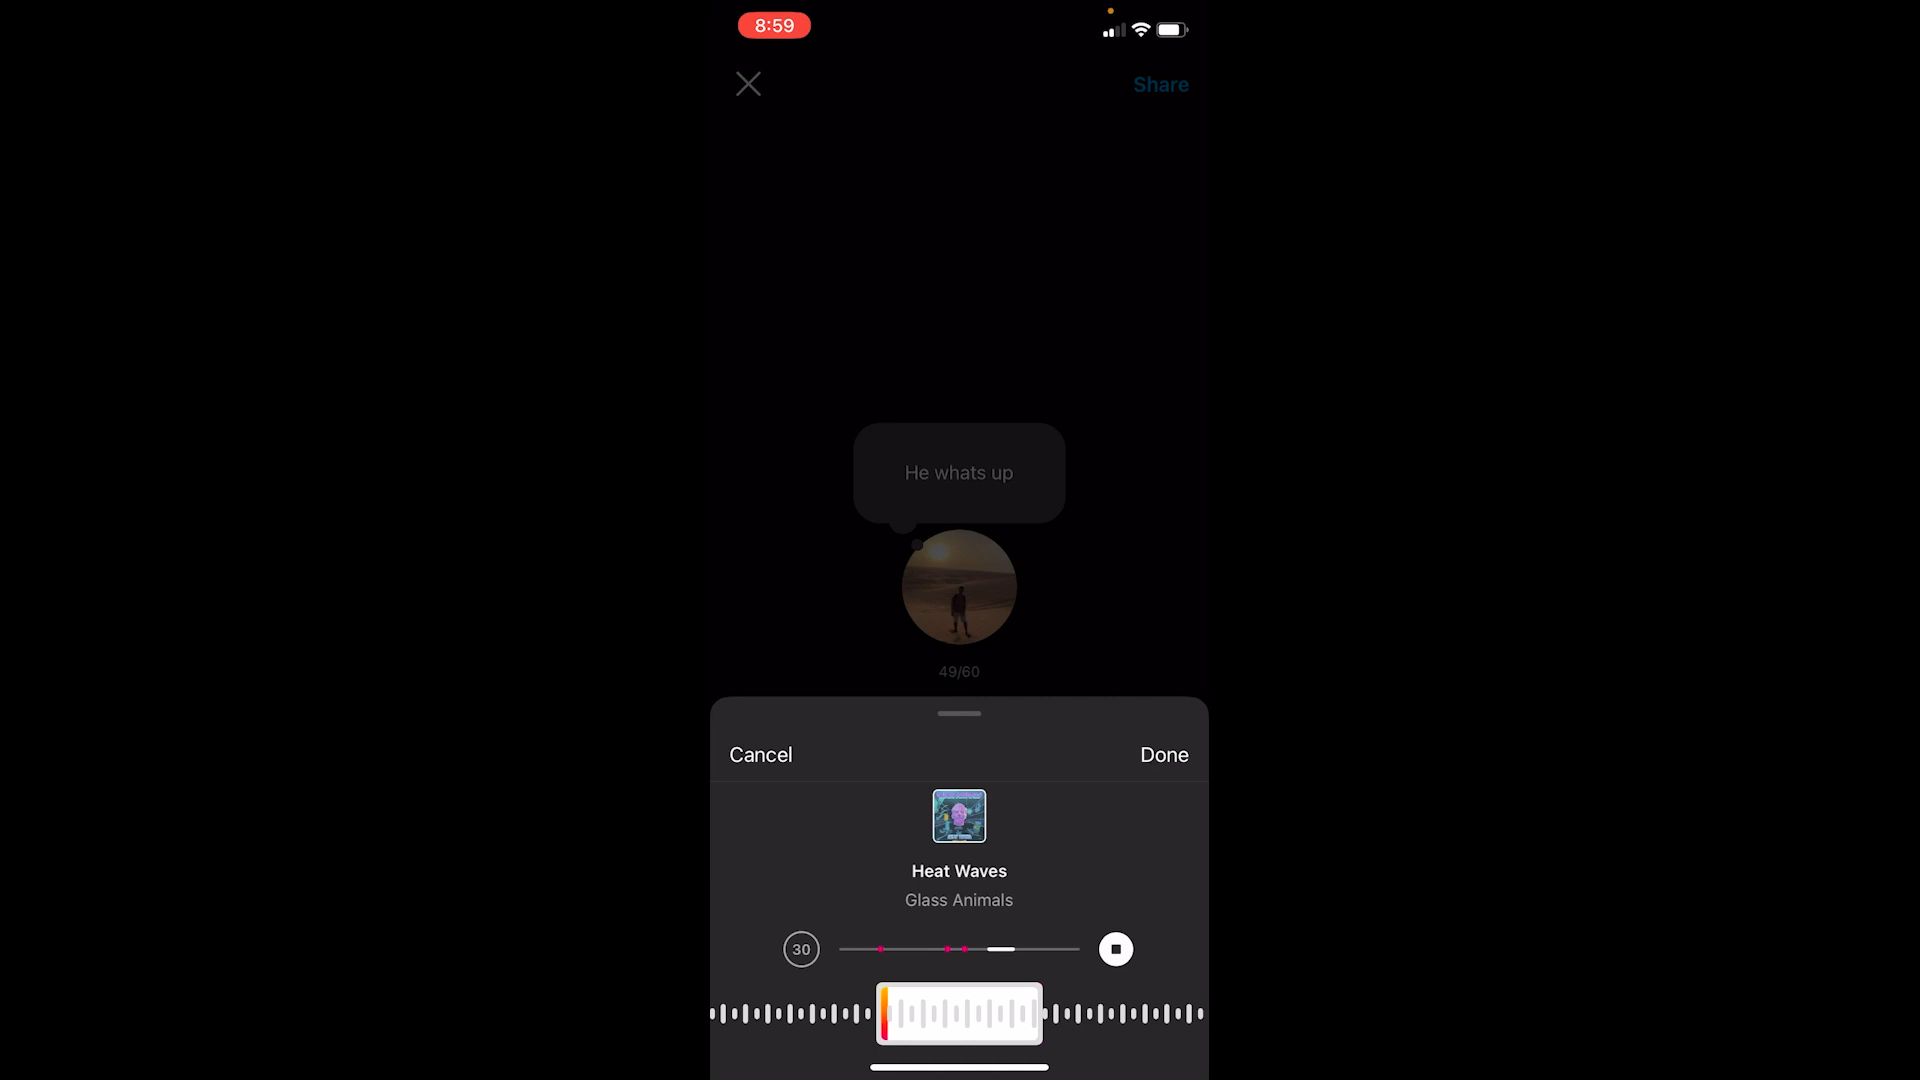 8:59
Share
He whats up
49/60
Cancel
Done
Heat Waves
Glass Animals
30